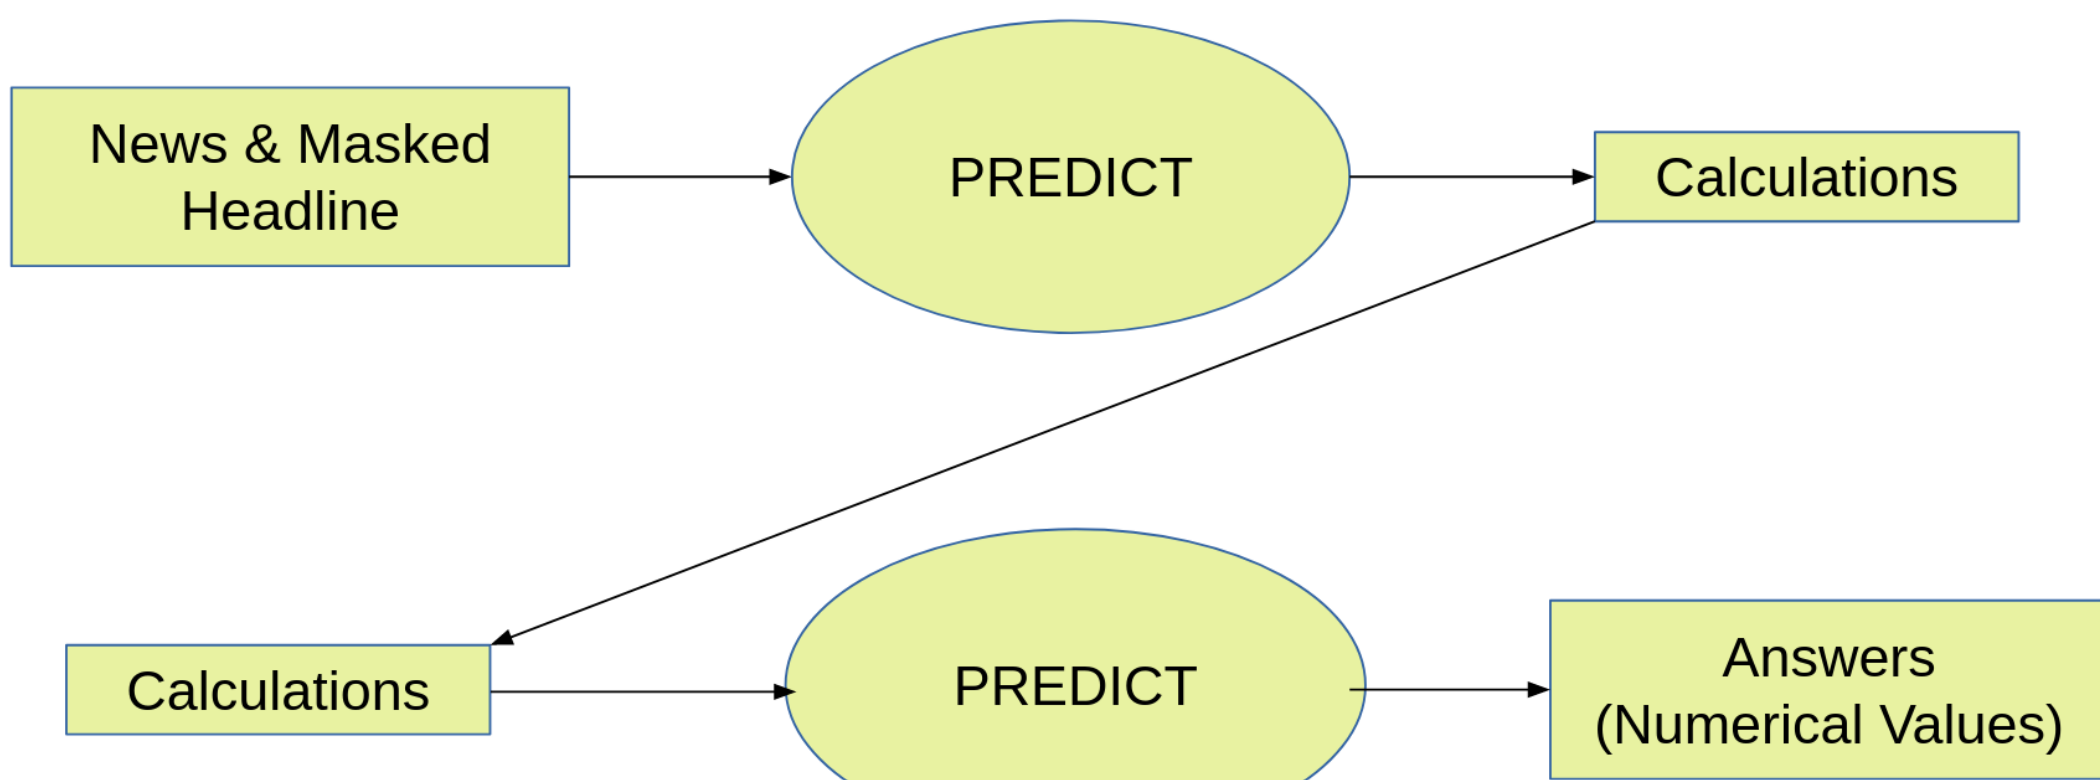 News & Masked
Headline
PREDICT
Calculations
Calculations
PREDICT
Answers
(Numerical Values)